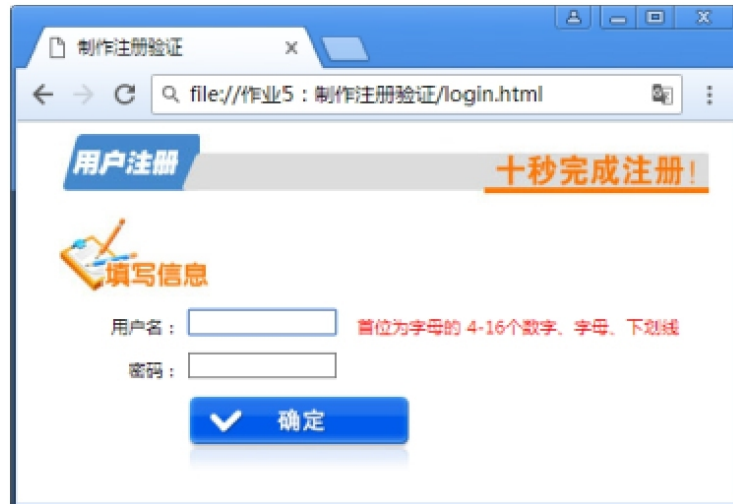 制作注册验证
file://作业5：制作注册验证/login.html
用户注册
十秒完成注册!
填写信息
用户名： 首位为字母的 4-16个数字、字母、下划线
密码：
确定